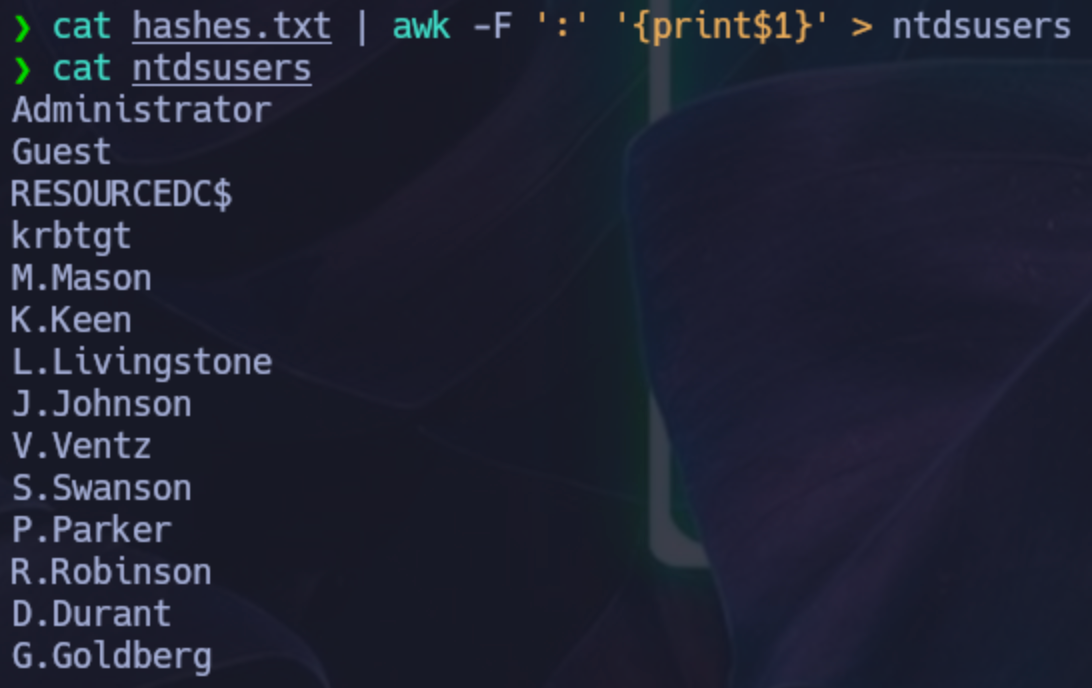 ❯ cat hashes.txt | awk -F ':' '{print$1}' > ntdsusers
❯ cat ntdsusers
Administrator
Guest
RESOURCEDC$
krbtgt
M.Mason
K.Keen
L.Livingstone
J.Johnson
V.Ventz
S.Swanson
P.Parker
R.Robinson
D.Durant
G.Goldberg